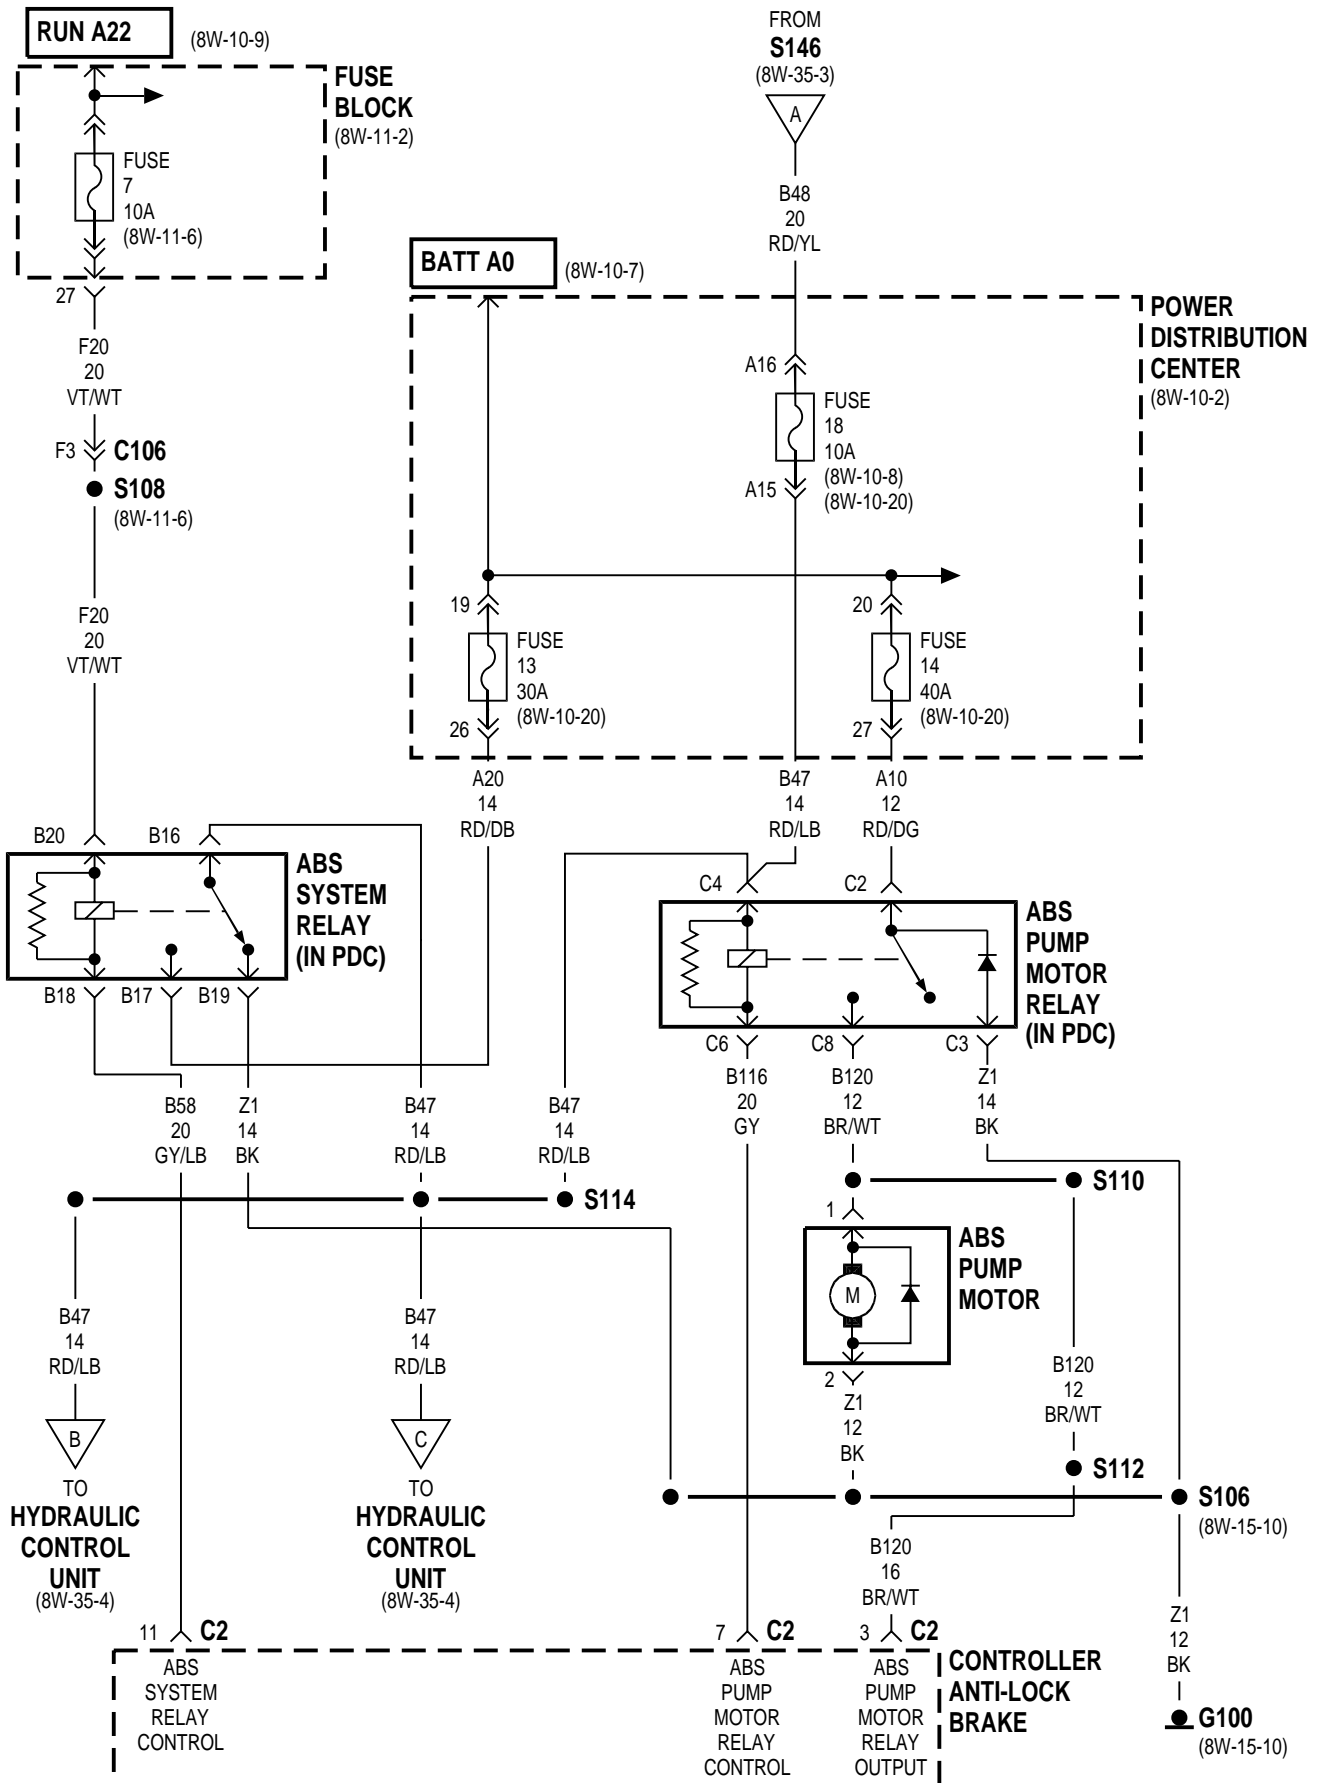 RUN A22
(8W-10-9)
FUSE
BLOCK
(8W-11-2)
FUSE
7
10A
(8W-11-6)
27
F20
20
VT/WT
F3
C106
S108
(8W-11-6)
F20
20
VT/WT
FROM
S146
(8W-35-3)
A
B48
20
RD/YL
BATT A0
(8W-10-7)
POWER
DISTRIBUTION
CENTER
(8W-10-2)
A16
FUSE
18
10A
(8W-10-8)
(8W-10-20)
A15
19
FUSE
13
30A
(8W-10-20)
26
20
FUSE
14
40A
(8W-10-20)
27
A20
14
RD/DB
B47
14
RD/LB
A10
12
RD/DG
B20
B16
ABS
SYSTEM
RELAY
(IN PDC)
B18
B17
B19
C4
C2
ABS
PUMP
MOTOR
RELAY
(IN PDC)
C6
C8
C3
B58
20
GY/LB
Z1
14
BK
B47
14
RD/LB
B47
14
RD/LB
B116
20
GY
B120
12
BR/WT
Z1
14
BK
S114
S110
1
ABS
PUMP
MOTOR
M
2
Z1
12
BK
B47
14
RD/LB
B47
14
RD/LB
B120
12
BR/WT
B
C
TO
HYDRAULIC
CONTROL
UNIT
(8W-35-4)
TO
HYDRAULIC
CONTROL
UNIT
(8W-35-4)
S112
S106
(8W-15-10)
B120
16
BR/WT
Z1
12
BK
G100
(8W-15-10)
11
C2
7
C2
3
C2
CONTROLLER
ANTI-LOCK
BRAKE
ABS
SYSTEM
RELAY
CONTROL
ABS
PUMP
MOTOR
RELAY
CONTROL
ABS
PUMP
MOTOR
RELAY
OUTPUT